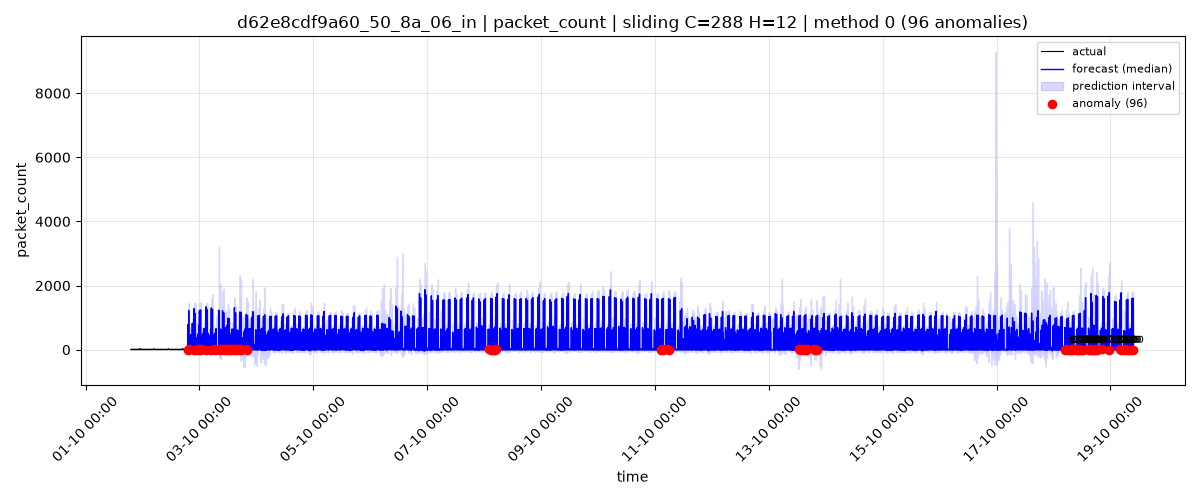 d62e8cdf9a60_50_8a_06_in | packet_count | sliding C=288 H=12 | method 0 (96 anomalies)
actual
forecast (median)
prediction interval
anomaly (96)
packet_count
8000
6000
4000
2000
0
01-10 00:00
03-10 00:00
05-10 00:00
07-10 00:00
09-10 00:00
11-10 00:00
13-10 00:00
15-10 00:00
17-10 00:00
19-10 00:00
time